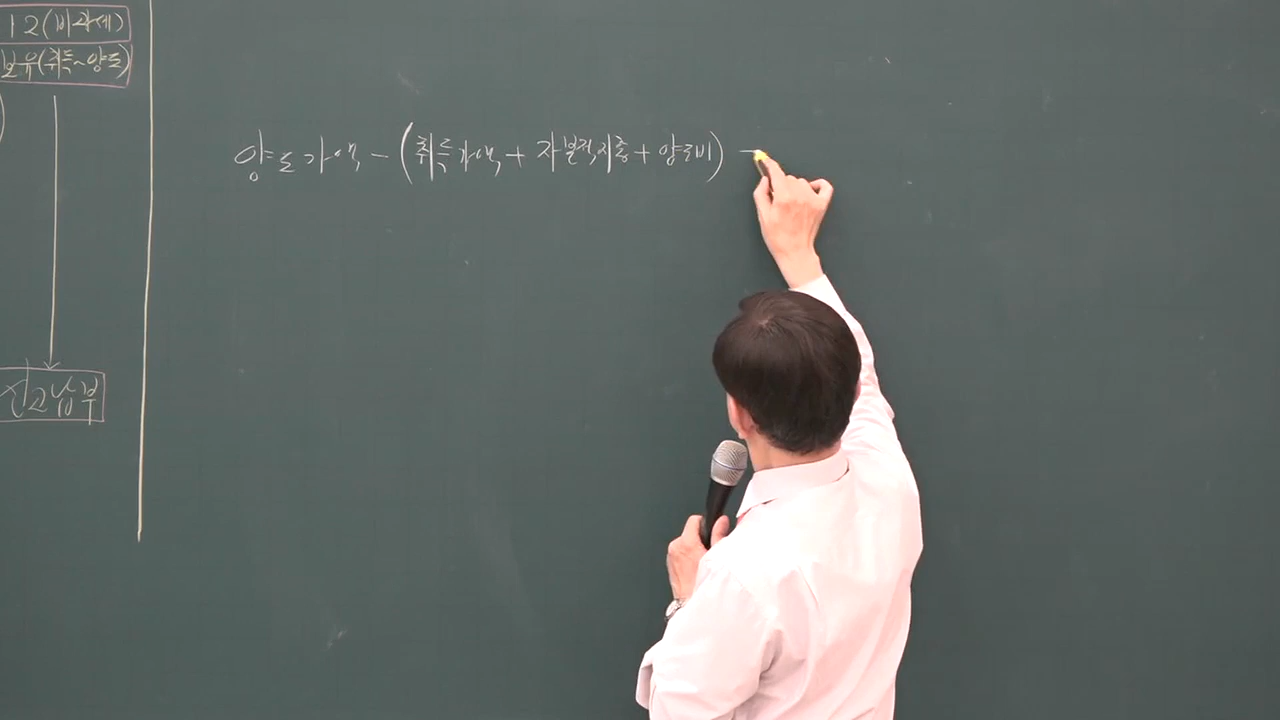 12(비과세)
보유(취득~양도)
양도가액 - (취득가액 + 자본적지출 + 양도비) -
신고납부